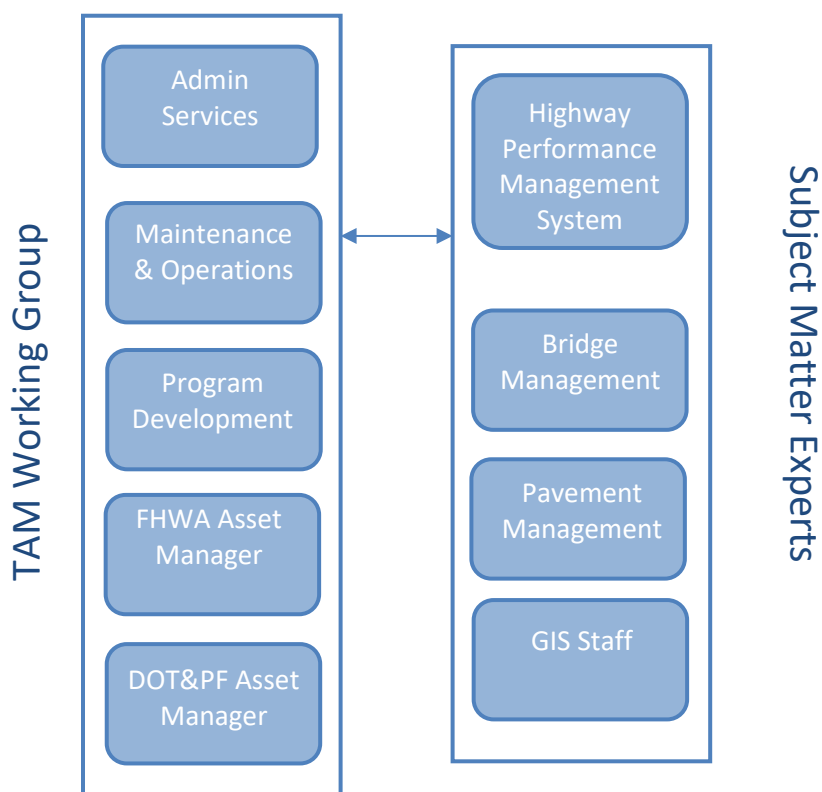 TAM Working Group
Admin
Services
Maintenance
& Operations
Program
Development
FHWA Asset
Manager
DOT&PF Asset
Manager
Highway
Performance
Management
System
Bridge
Management
Pavement
Management
GIS Staff
Subject Matter Experts